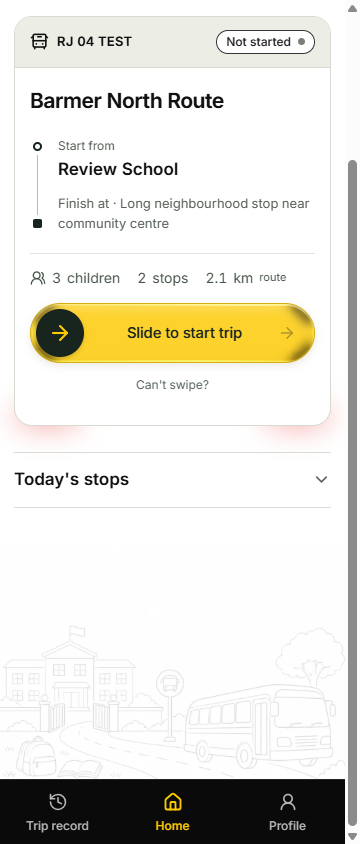 RJ 04 TEST
Not started
Barmer North Route
Start from
Review School
Finish at · Long neighbourhood stop near
community centre
3 children 2 stops 2.1 km route
Slide to start trip
Can't swipe?
Today's stops
Trip record
Home
Profile